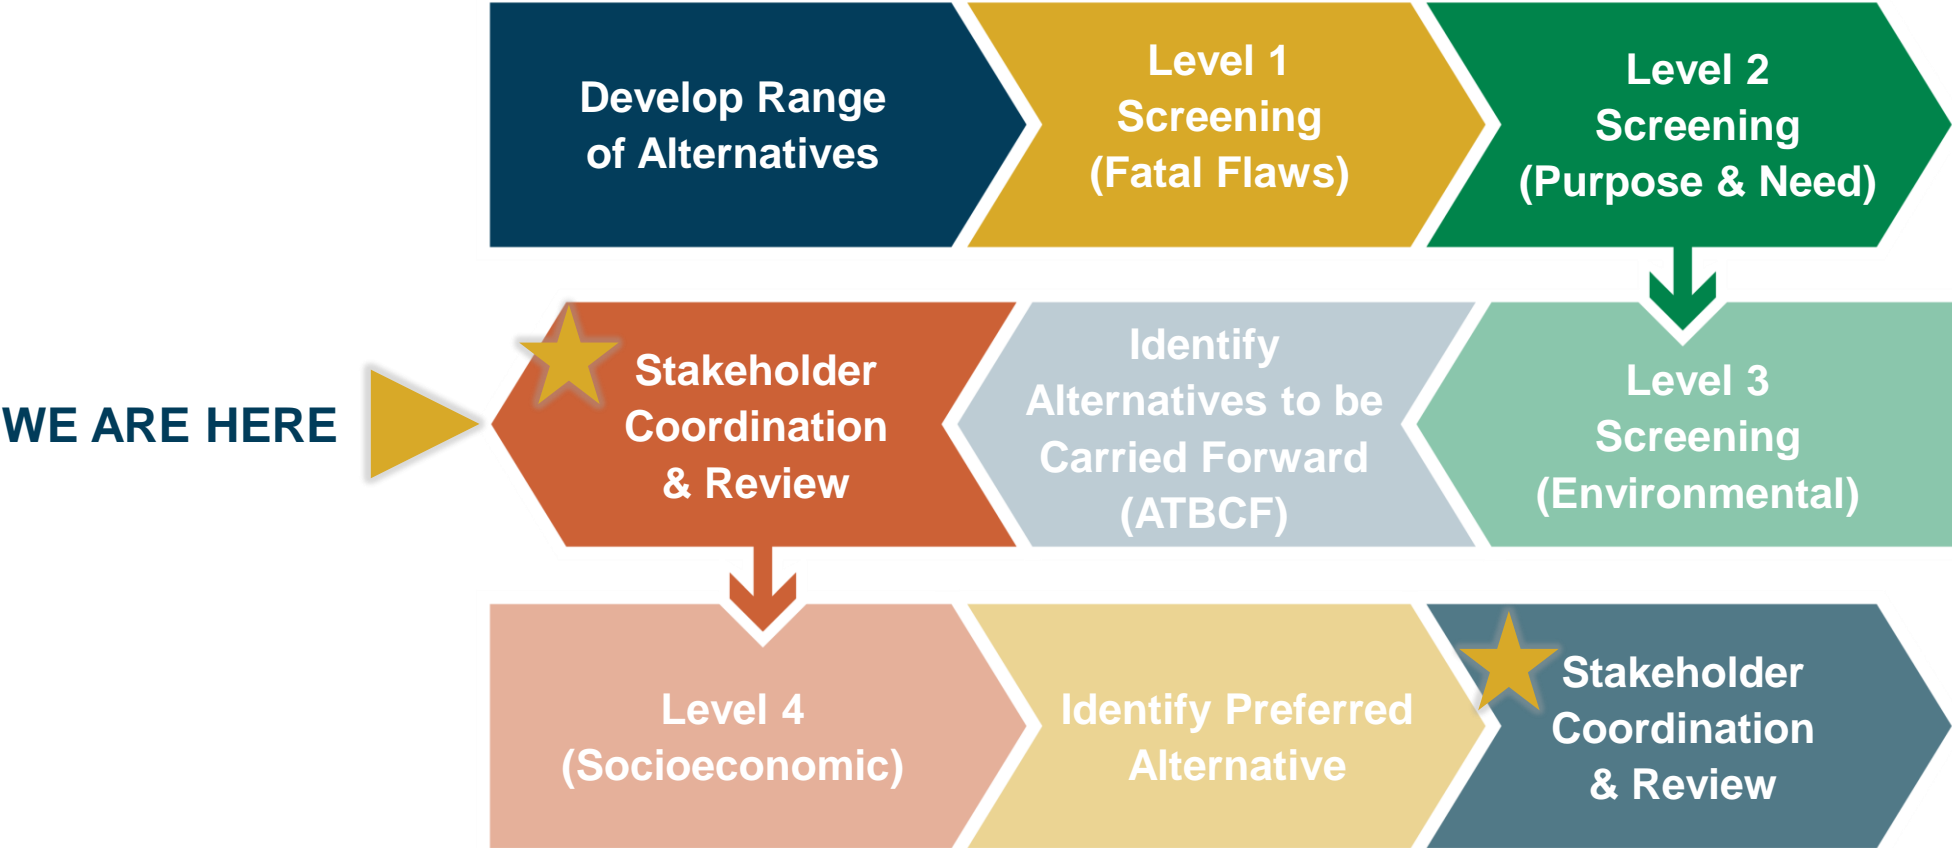 Develop Range
of Alternatives
Level 1
Screening
(Fatal Flaws)
Level 2
Screening
(Purpose & Need)
WE ARE HERE
Stakeholder
Coordination
& Review
Identify
Alternatives to be
Carried Forward
(ATBCF)
Level 3
Screening
(Environmental)
Level 4
(Socioeconomic)
Identify Preferred
Alternative
Stakeholder
Coordination
& Review